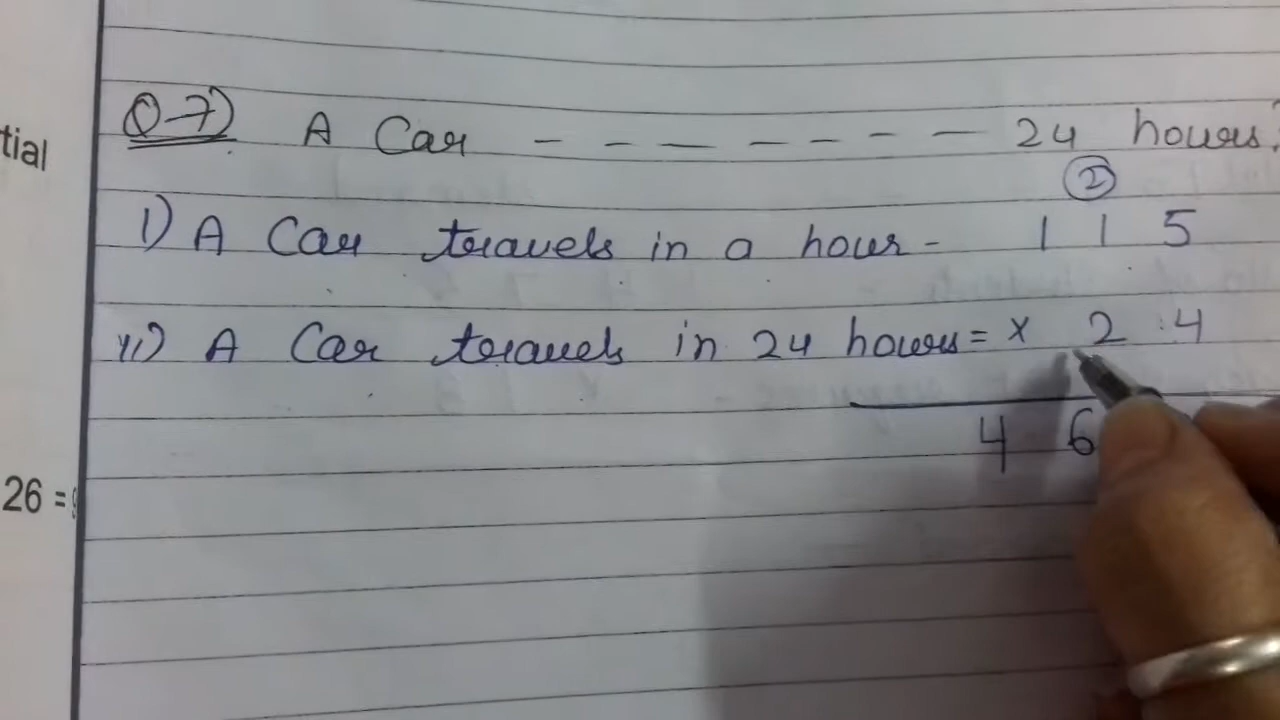 Q-7) A Car - - - - - - - - 24 hours.
tial
②
i) A Car travels in a hour - 1 1 5
ii) A Car travels in 24 hours = x 2 4
4 6
26 =